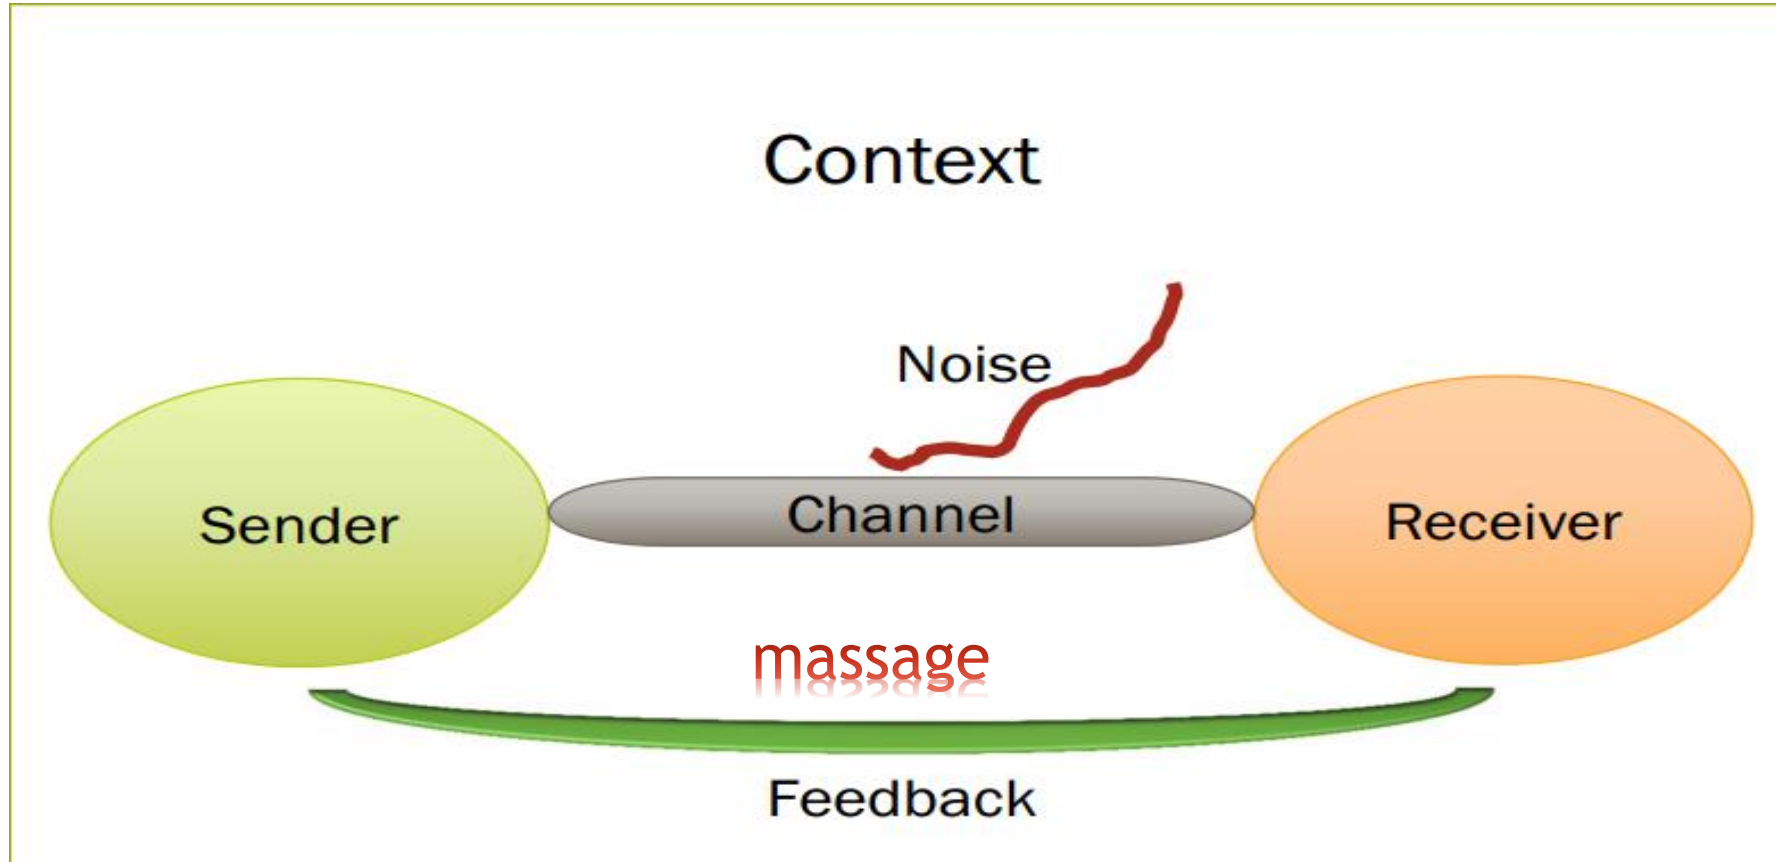 Context
Noise
Sender
Channel
Receiver
massage
Feedback